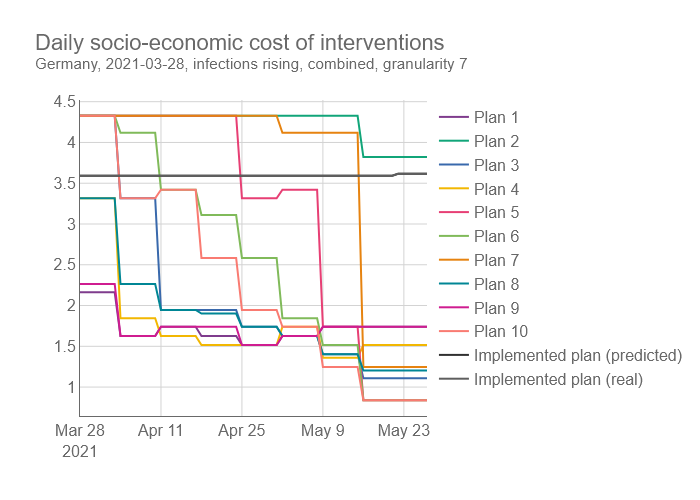 Daily socio-economic cost of interventions
Germany, 2021-03-28, infections rising, combined, granularity 7
4.5
4
3.5
3
2.5
2
1.5
1
Mar 28
2021
Apr 11
Apr 25
May 9
May 23
Plan 1
Plan 2
Plan 3
Plan 4
Plan 5
Plan 6
Plan 7
Plan 8
Plan 9
Plan 10
Implemented plan (predicted)
Implemented plan (real)